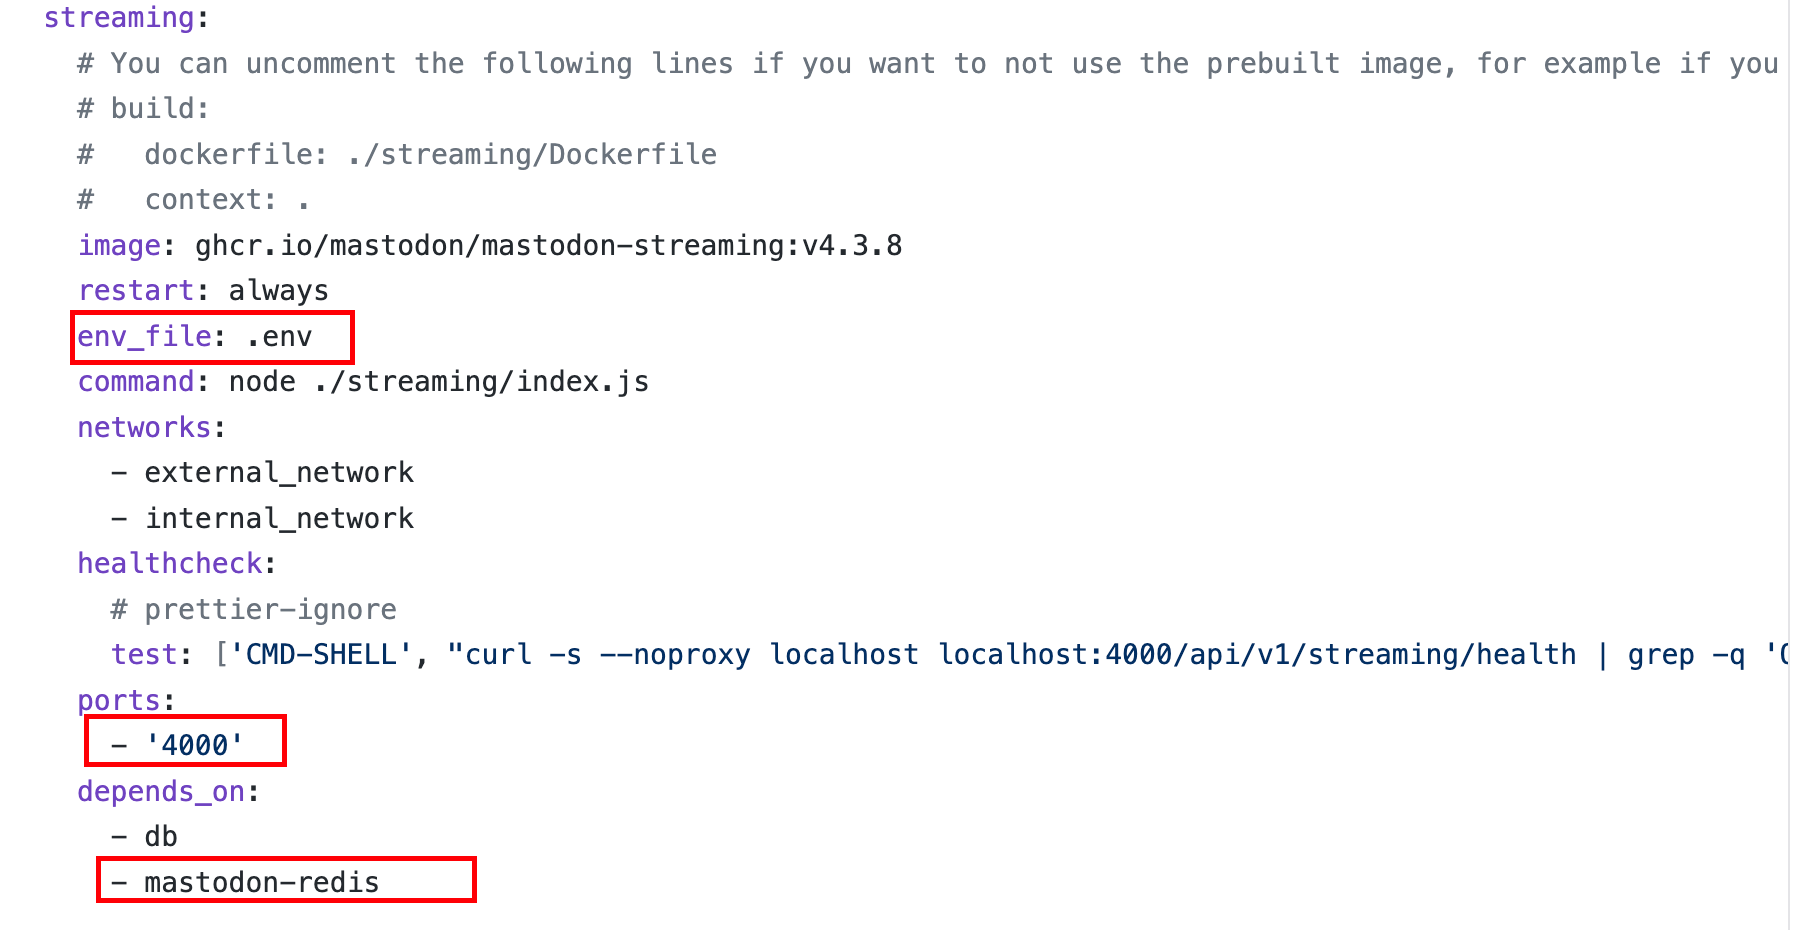 streaming:
# You can uncomment the following lines if you want to not use the prebuilt image, for example if you
# build:
#   dockerfile: ./streaming/Dockerfile
#   context: .
image: ghcr.io/mastodon/mastodon-streaming:v4.3.8
restart: always
env_file: .env
command: node ./streaming/index.js
networks:
- external_network
- internal_network
healthcheck:
# prettier-ignore
test: ['CMD-SHELL', "curl -s --noproxy localhost localhost:4000/api/v1/streaming/health | grep -q '
ports:
- '4000'
depends_on:
- db
- mastodon-redis